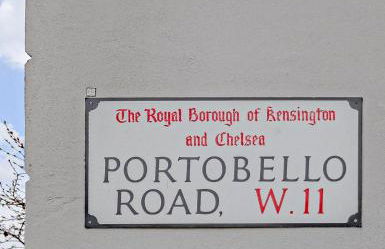 The Royal Borough of Kensington
and Chelsea
PORTOBELLO
ROAD, W.11